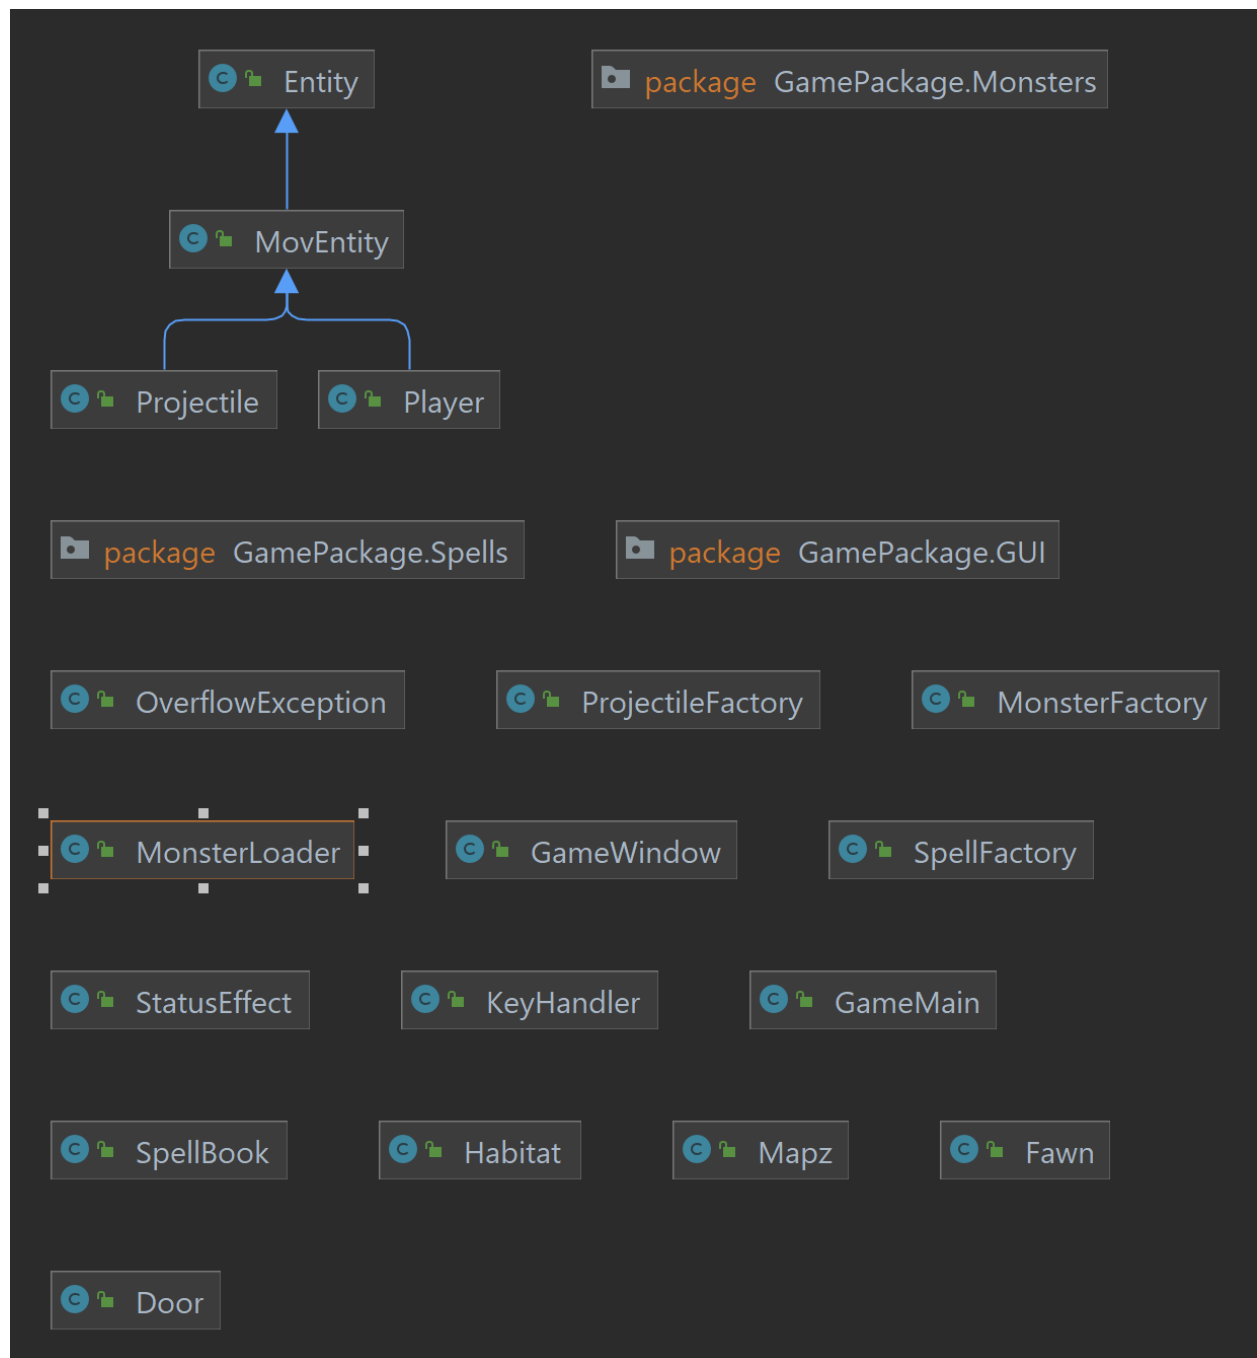 Entity
package GamePackage.Monsters
MovEntity
Projectile
Player
package GamePackage.Spells
package GamePackage.GUI
OverflowException
ProjectileFactory
MonsterFactory
MonsterLoader
GameWindow
SpellFactory
StatusEffect
KeyHandler
GameMain
SpellBook
Habitat
Mapz
Fawn
Door